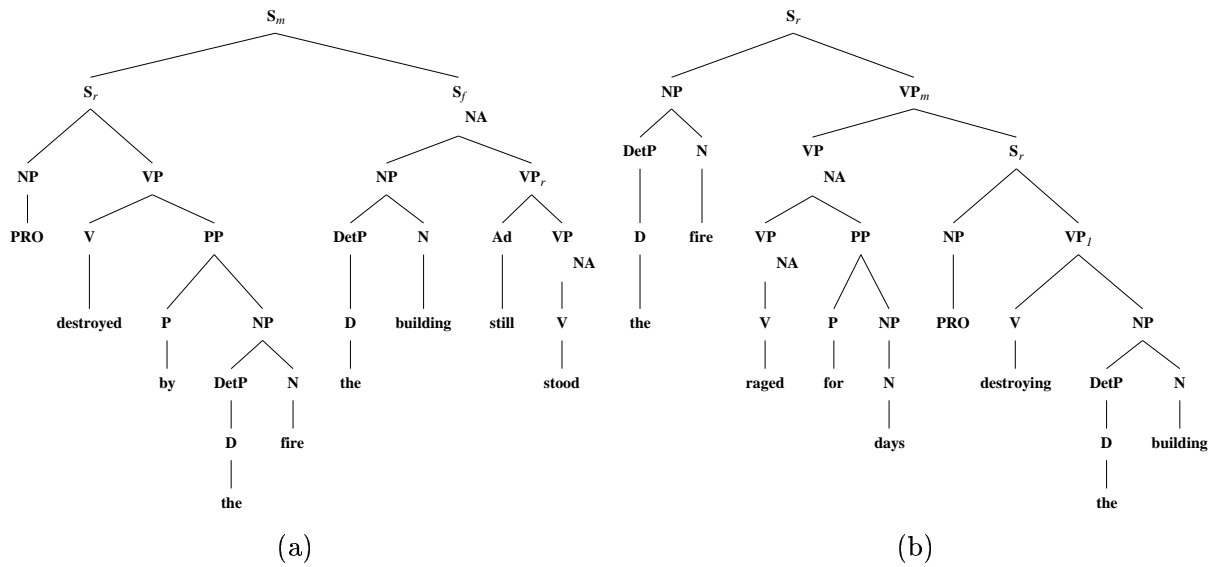 S_m S_r
S_r S_f NP VP_m
NA
DetP N VP S_r
NP VP NP VP_r NA
PRO V PP DetP N Ad VP D fire VP PP NP VP_1
NA NA
destroyed P NP D building still V the V P NP PRO V NP
by DetP N the stood raged for N destroying DetP N
D fire days D building
the the
(a) (b)